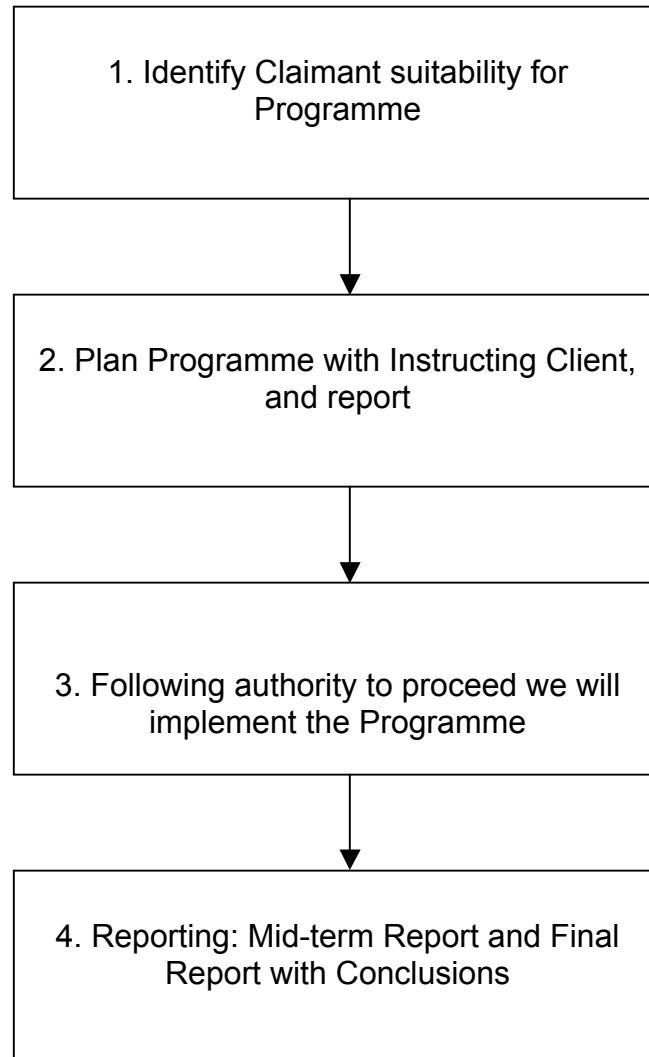 1. Identify Claimant suitability for
Programme
2. Plan Programme with Instructing Client,
and report
3. Following authority to proceed we will
implement the Programme
4. Reporting: Mid-term Report and Final
Report with Conclusions